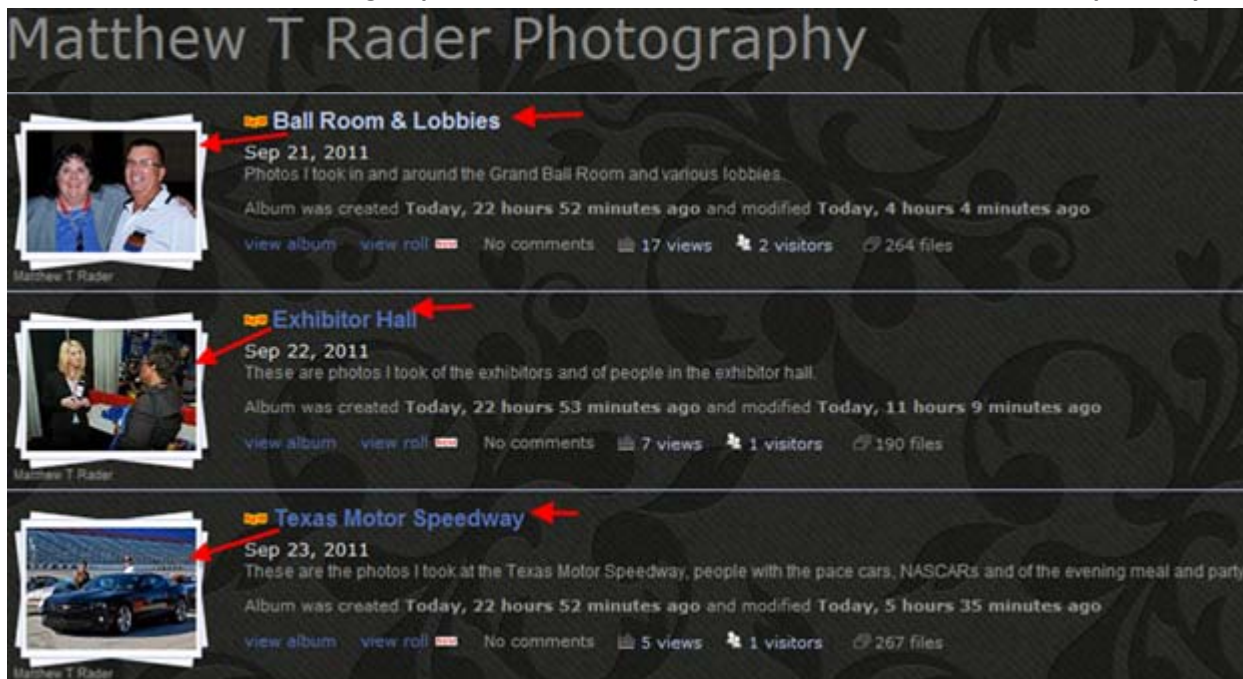 Matthew T Rader Photography
Ball Room & Lobbies
Sep 21, 2011
Photos I took in and around the Grand Ball Room and various lobbies.
Album was created Today, 22 hours 52 minutes ago and modified Today, 4 hours 4 minutes ago
view album view roll new No comments 17 views 2 visitors 264 files
Matthew T Rader
Exhibitor Hall
Sep 22, 2011
These are photos I took of the exhibitors and of people in the exhibitor hall.
Album was created Today, 22 hours 53 minutes ago and modified Today, 11 hours 9 minutes ago
view album view roll new No comments 7 views 1 visitors 190 files
Matthew T Rader
Texas Motor Speedway
Sep 23, 2011
These are the photos I took at the Texas Motor Speedway, people with the pace cars, NASCARs and of the evening meal and party
Album was created Today, 22 hours 52 minutes ago and modified Today, 5 hours 35 minutes ago
view album view roll new No comments 5 views 1 visitors 267 files
Matthew T Rader